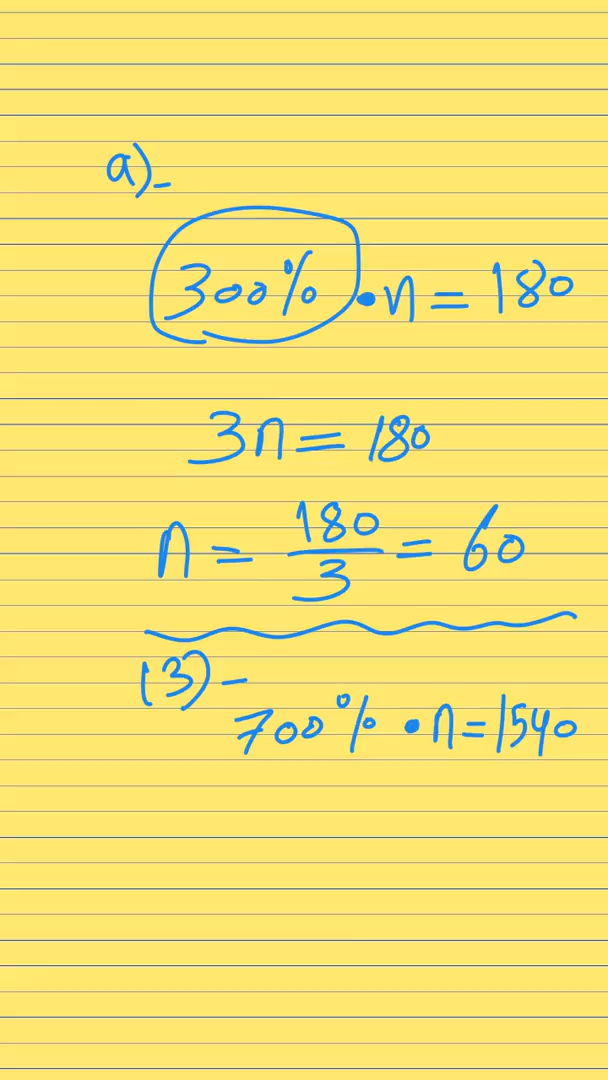 a)-
300% • n = 180
3n = 180
n = 180/3 = 60
(3) -
700% • n = 1540